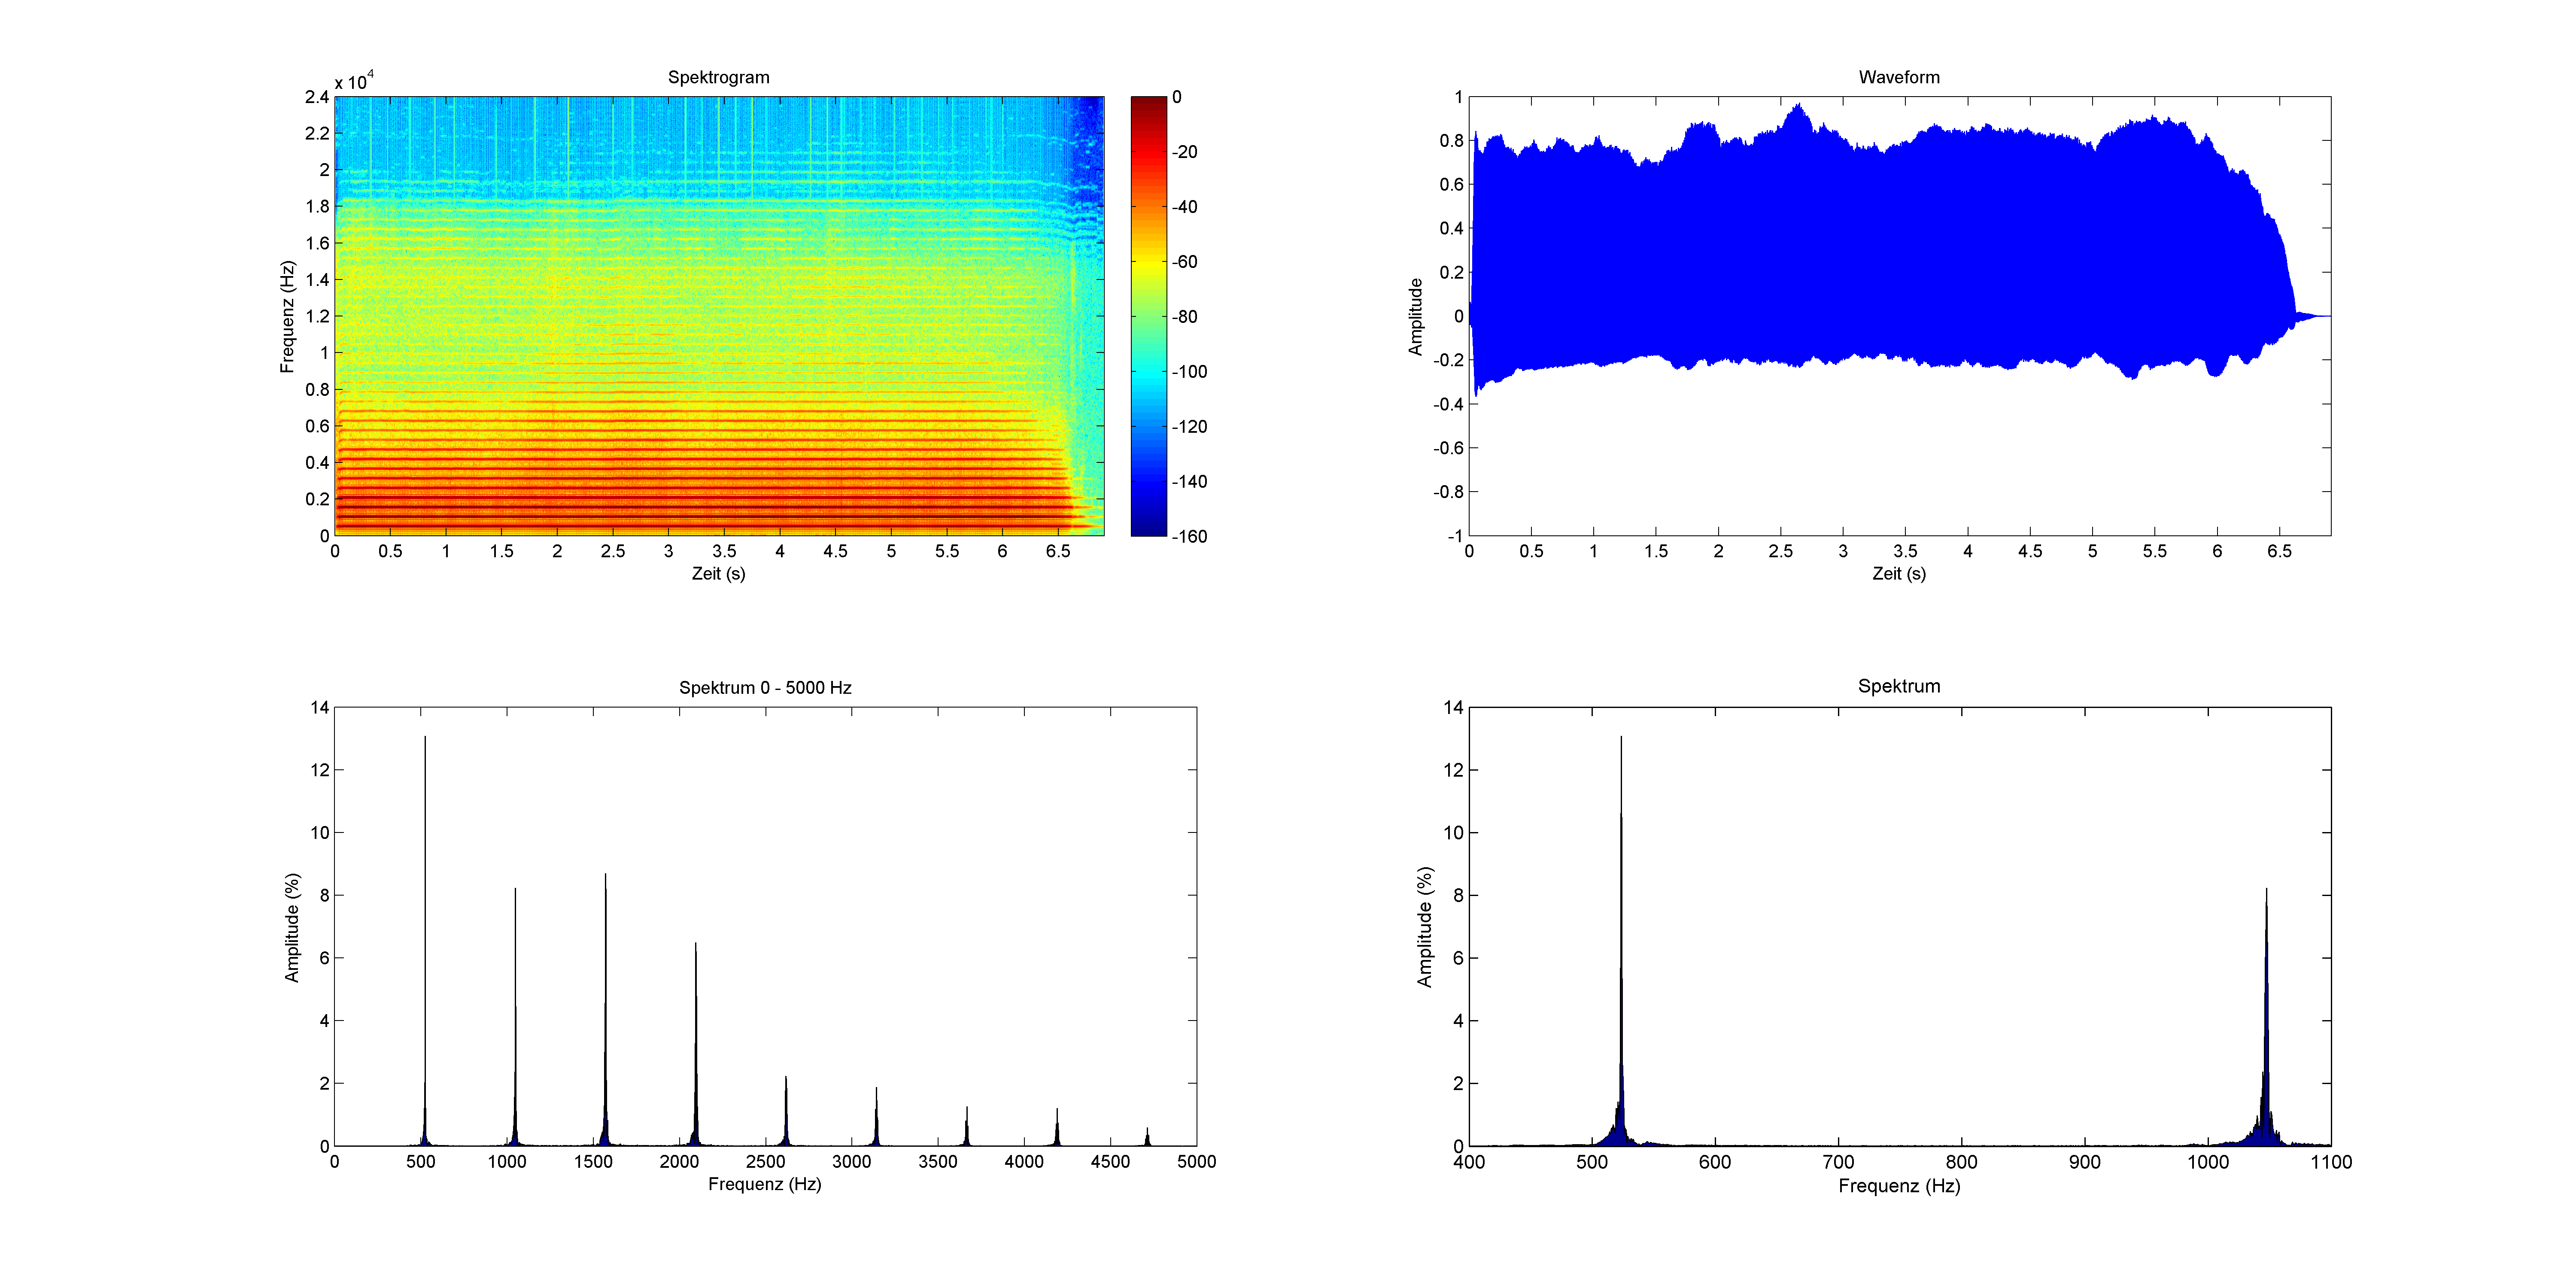 Spektrogram
x 10^4
2.4
2.2
2
1.8
1.6
1.4
1.2
1
0.8
0.6
0.4
0.2
0
Frequenz (Hz)
0 0.5 1 1.5 2 2.5 3 3.5 4 4.5 5 5.5 6 6.5
Zeit (s)
0
-20
-40
-60
-80
-100
-120
-140
-160
Waveform
1
0.8
0.6
0.4
0.2
0
-0.2
-0.4
-0.6
-0.8
-1
Amplitude
0 0.5 1 1.5 2 2.5 3 3.5 4 4.5 5 5.5 6 6.5
Zeit (s)
Spektrum 0 - 5000 Hz
14
12
10
8
6
4
2
0
Amplitude (%)
0 500 1000 1500 2000 2500 3000 3500 4000 4500 5000
Frequenz (Hz)
Spektrum
14
12
10
8
6
4
2
0
Amplitude (%)
400 500 600 700 800 900 1000 1100
Frequenz (Hz)